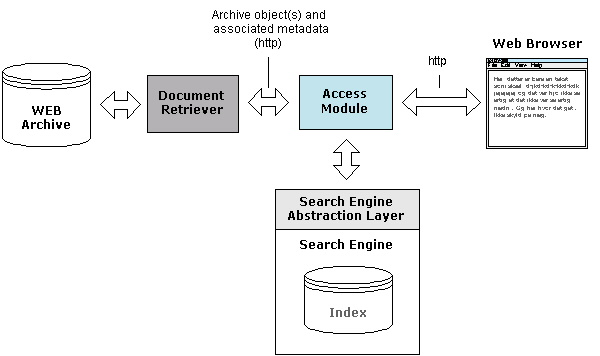 Archive object(s) and
associated metadata
(http)
http
Web Browser
File Edit View Help
WEB
Archive
Document
Retriever
Access
Module
Search Engine
Abstraction Layer
Search Engine
Index